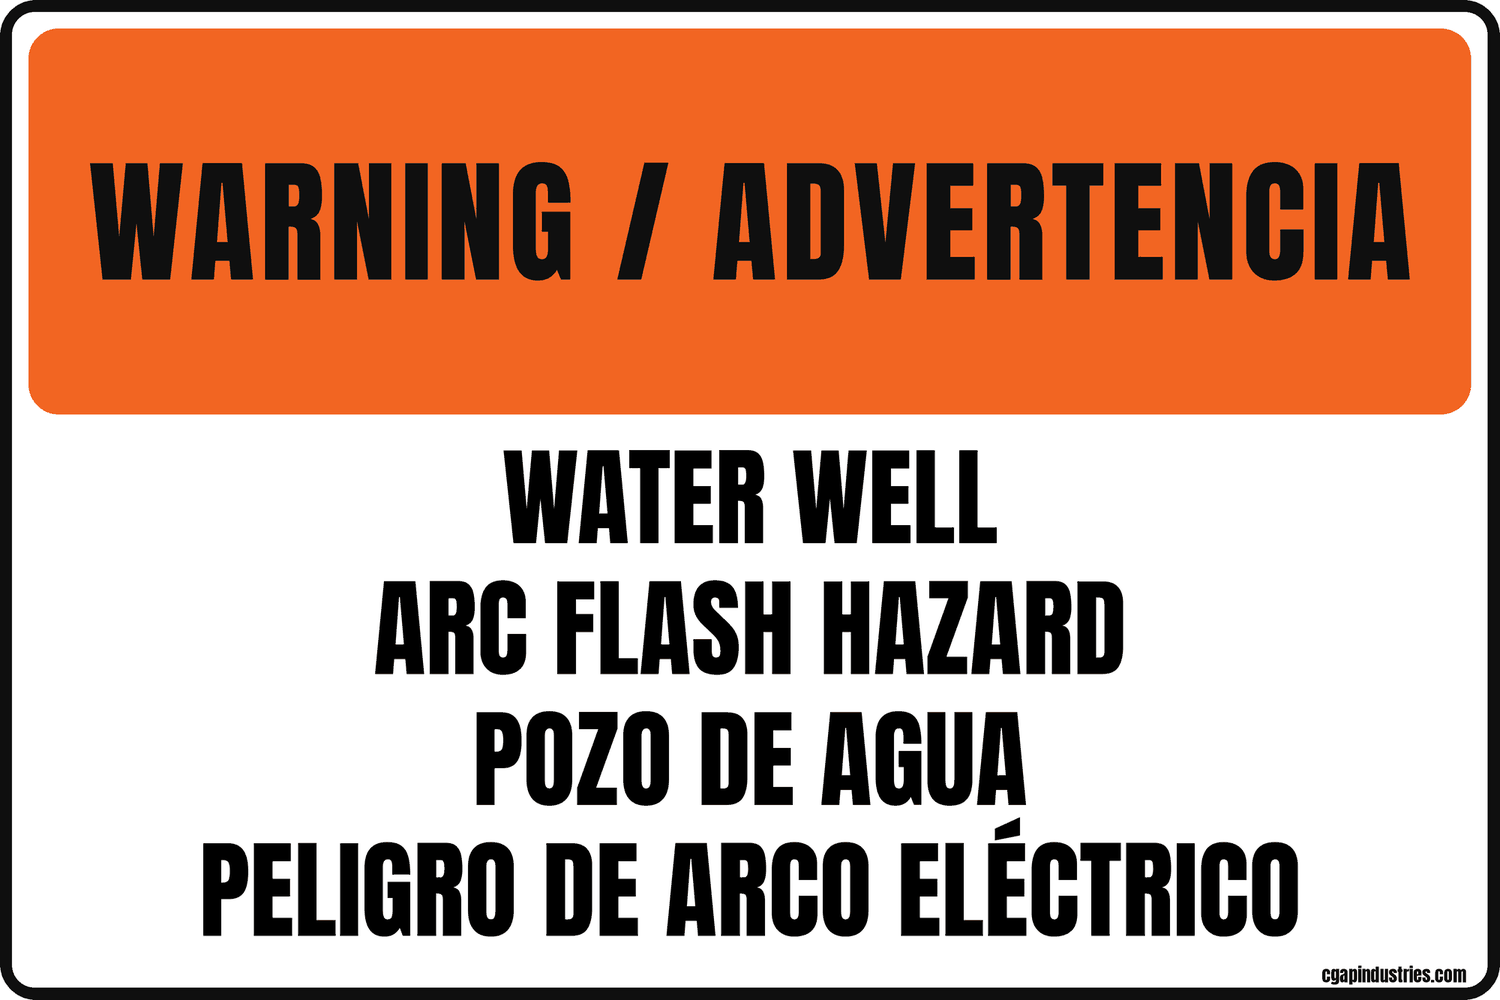 WARNING / ADVERTENCIA
WATER WELL
ARC FLASH HAZARD
POZO DE AGUA
PELIGRO DE ARCO ELÉCTRICO
cgapindustries.com